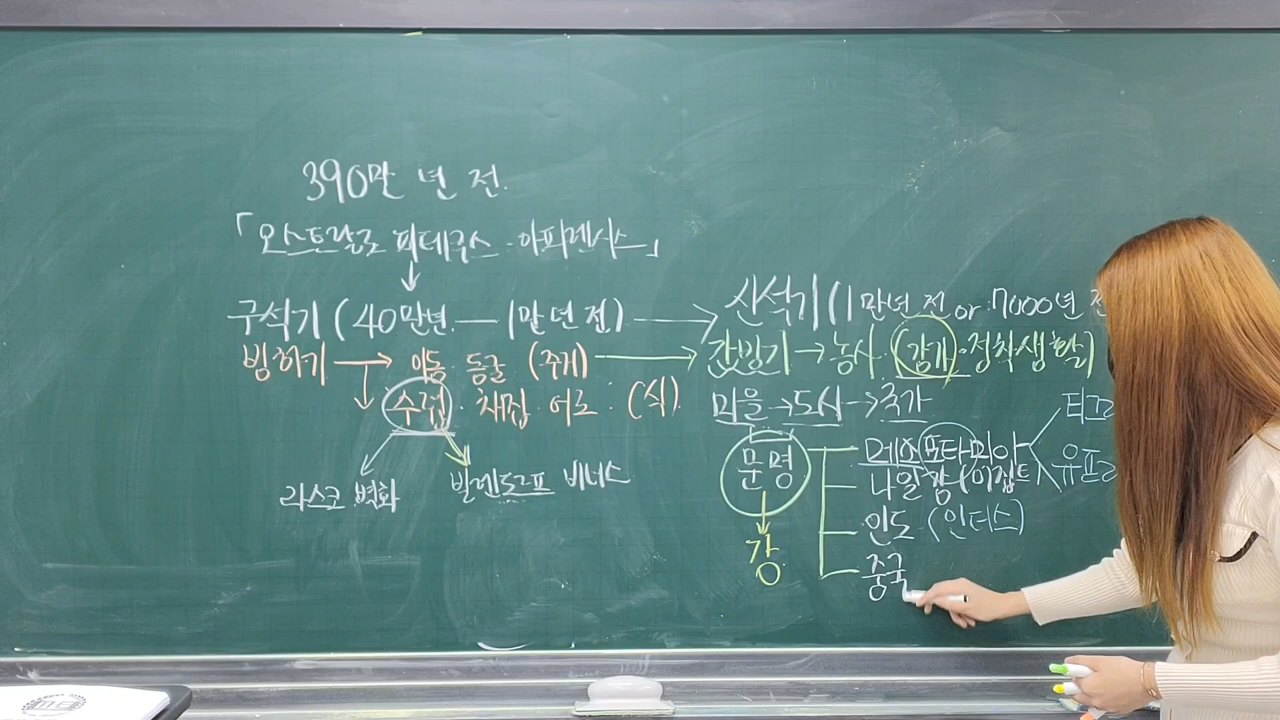 390만 년 전.
「오스트랄로 피테쿠스 아파렌시스」
구석기 (40만년 — 1만 년 전) →
빙하기 → 이동 동굴 (주거) →
수렵. 채집 어로 (식).
라스코 벽화
빌렌도르프 비너스
신석기 (1만년 전 or 7000년 전
간빙기 → 농사 (감개·정착생활)
마을 → 도시 → 국가
문명
강
메소포타미아
티그
유프라
나일강 (이집트)
인도 (인더스)
중국